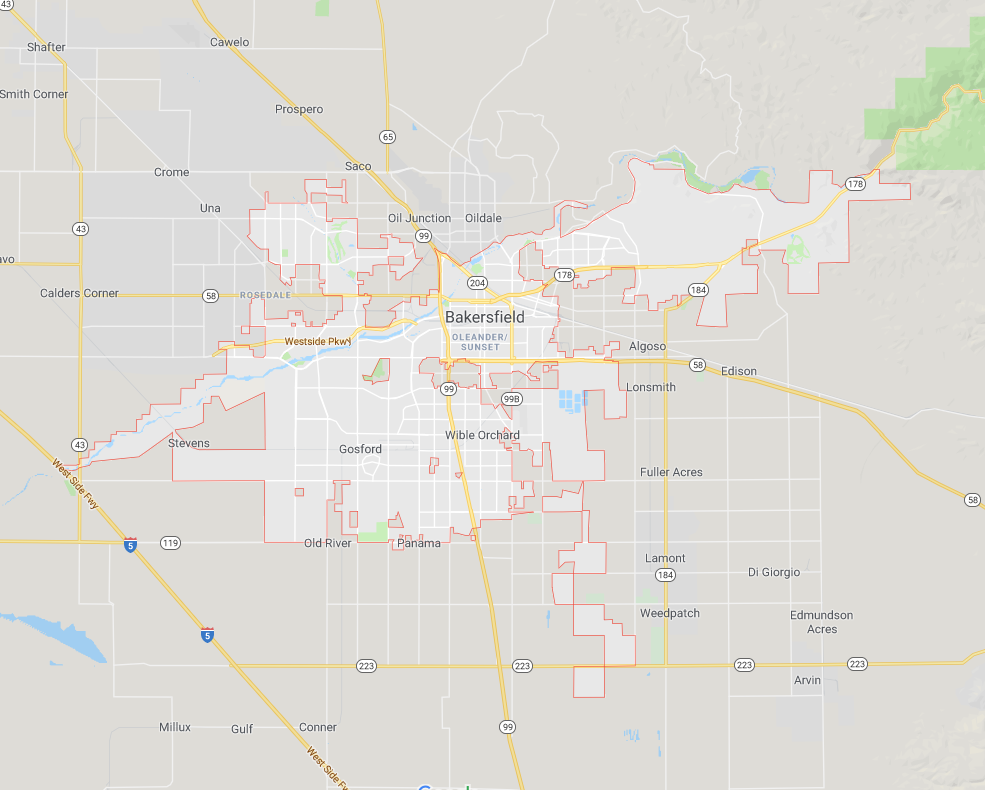 43
Shafter
Cawelo
Smith Corner
Prospero
65
Saco
Crome
178
Una
Oil Junction
Oildale
43
99
avo
178
204
184
Calders Corner
58
ROSEDALE
Bakersfield
OLEANDER/
SUNSET
Westside Pkwy
Algoso
58
Edison
99
Lonsmith
99B
43
Stevens
Wible Orchard
Gosford
West Side Fwy
Fuller Acres
58
5
119
Old River
Panama
Lamont
184
Di Giorgio
Weedpatch
Edmundson
Acres
5
223
223
223
223
Arvin
Millux
Gulf
Conner
99
West Side Fw